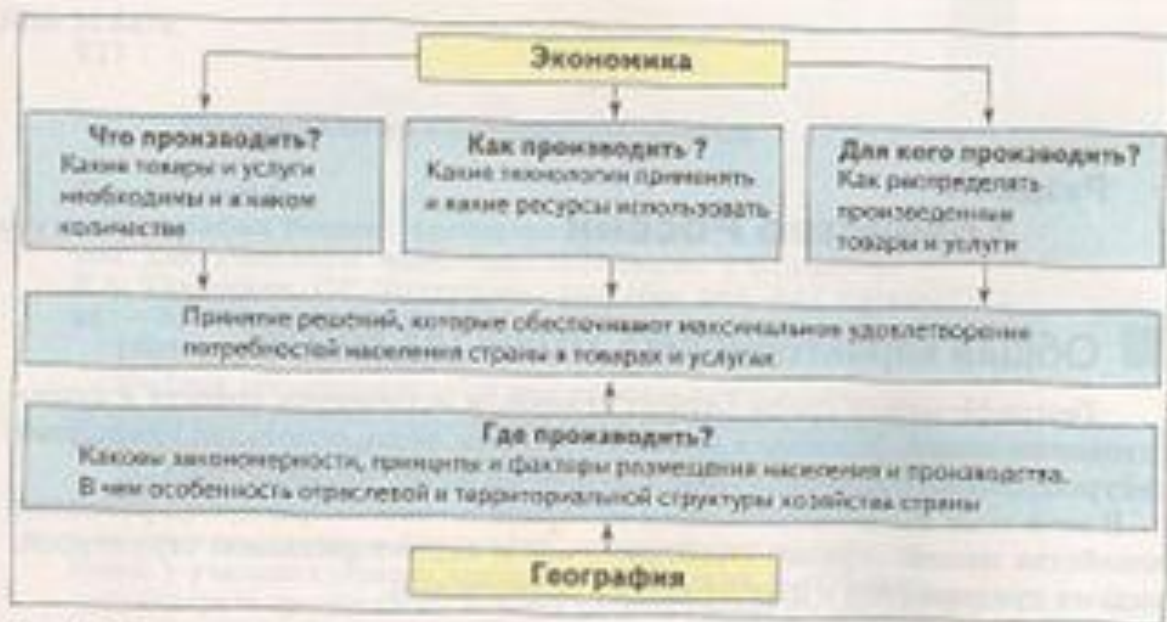 Экономика
Что производить?
Какие товары и услуги
необходимы и в каком
количестве
Как производить ?
Какие технологии применять
и какие ресурсы использовать
Для кого производить?
Как распределять
произведенные
товары и услуги
Принятие решений, которые обеспечивают максимальное удовлетворение
потребностей населения страны в товарах и услугах
Где производить?
Каковы закономерности, принципы и факторы размещения населения и производства.
В чем особенность отраслевой и территориальной структуры хозяйства страны
География